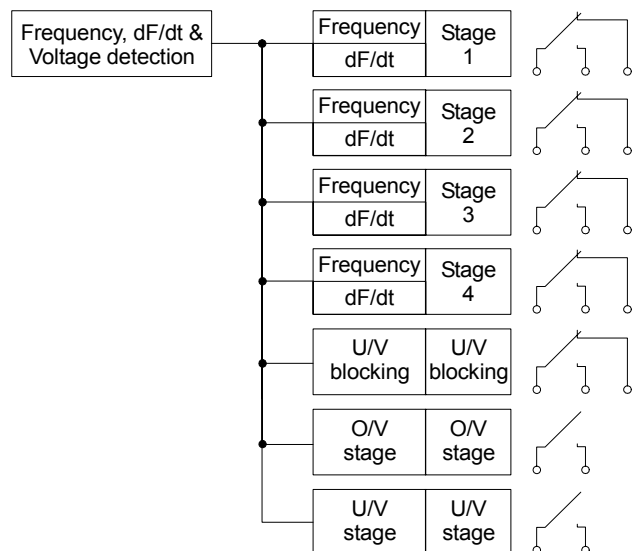 Frequency, dF/dt &
Voltage detection
Frequency
dF/dt
Stage
1
Frequency
dF/dt
Stage
2
Frequency
dF/dt
Stage
3
Frequency
dF/dt
Stage
4
U/V
blocking
U/V
blocking
O/V
stage
O/V
stage
U/V
stage
U/V
stage